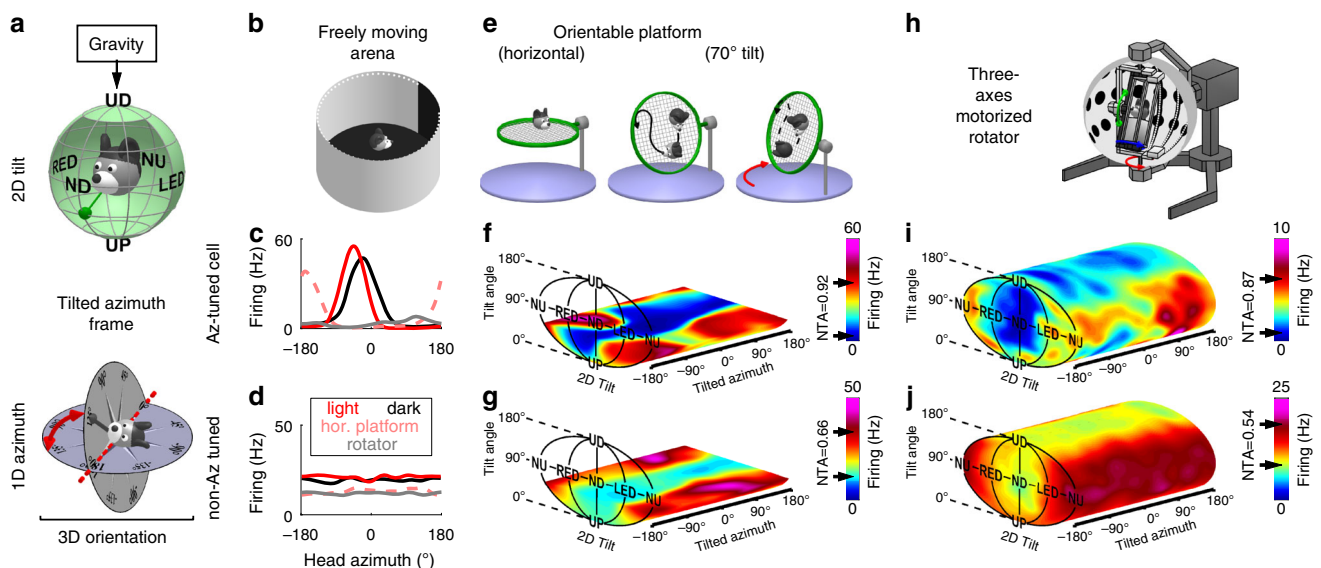 a
Gravity
UD
RED
NU
ND
LED
UP
2D tilt
Tilted azimuth
frame
1D azimuth
3D orientation
b
Freely moving
arena
c
Az-tuned cell
Firing (Hz)
60
0
−180
0
180
d
non-Az tuned
Firing (Hz)
50
0
light
dark
hor. platform
rotator
−180
0
180
Head azimuth (°)
e
Orientable platform
(horizontal)
(70° tilt)
f
Tilt angle
180°
90°
0°
UD
NU–RED–ND–LED–NU
UP
2D Tilt
−180°
−90°
0°
90°
180°
Tilted azimuth
60
NTA=0.92
0
Firing (Hz)
g
Tilt angle
180°
90°
0°
UD
NU–RED–ND–LED–NU
UP
2D Tilt
−180°
−90°
0°
90°
180°
Tilted azimuth
50
NTA=0.66
0
Firing (Hz)
h
Three-
axes
motorized
rotator
i
Tilt angle
180°
90°
0°
UD
NU–RED–ND–LED–NU
UP
2D Tilt
−180°
−90°
0°
90°
180°
Tilted azimuth
10
NTA=0.87
0
Firing (Hz)
j
Tilt angle
180°
90°
0°
UD
NU–RED–ND–LED–NU
UP
2D Tilt
−180°
−90°
0°
90°
180°
Tilted azimuth
25
NTA=0.54
0
Firing (Hz)